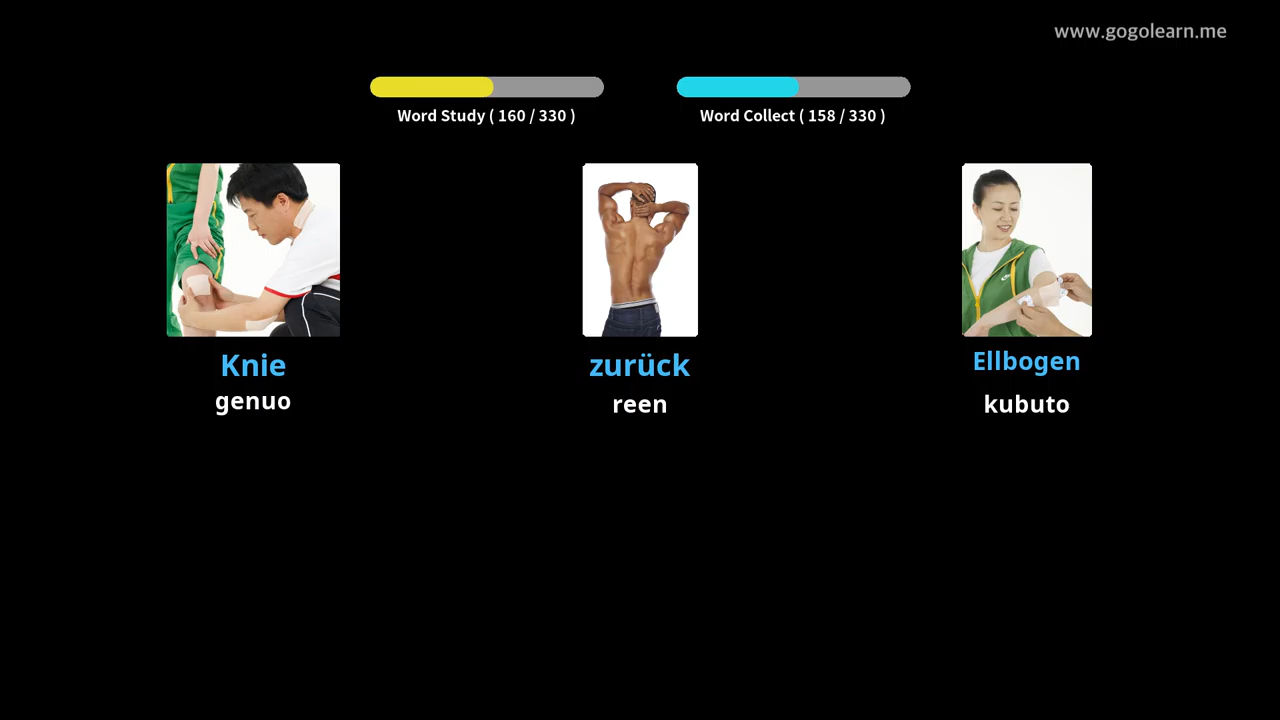 www.gogolearn.me
Word Study ( 160 / 330 )
Word Collect ( 158 / 330 )
Knie
genuo
zurück
reen
Ellbogen
kubuto